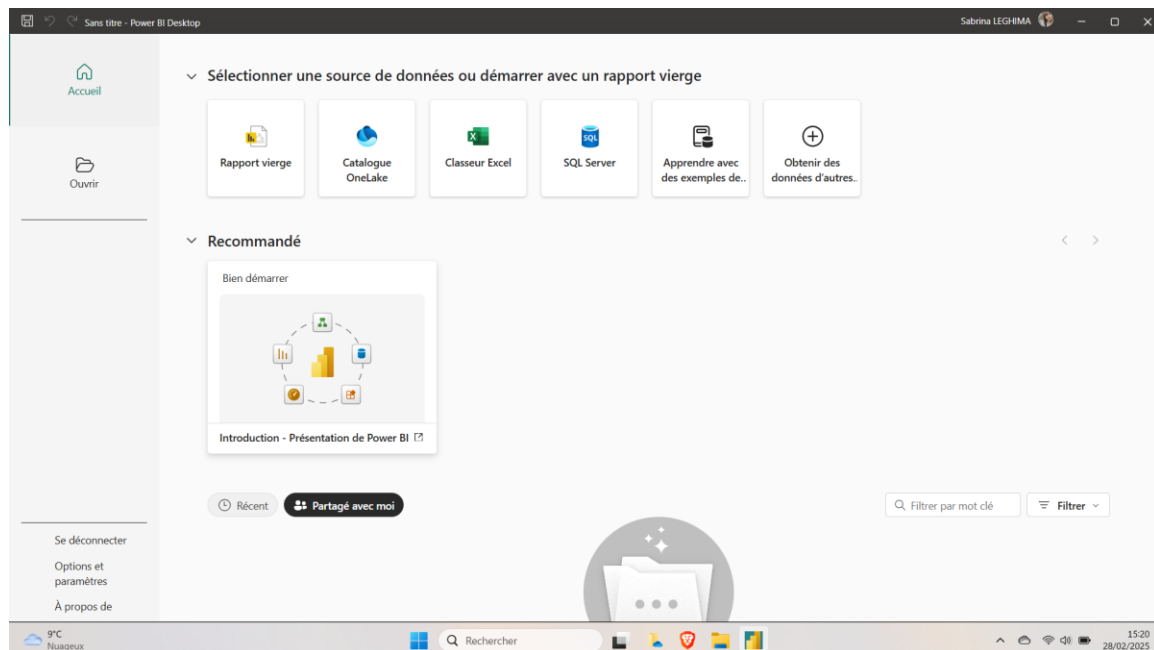 Sans titre - Power BI Desktop
Sabrina LEGHIMA
Accueil
Ouvrir
Sélectionner une source de données ou démarrer avec un rapport vierge
Rapport vierge
Catalogue
OneLake
Classeur Excel
SQL
SQL Server
Apprendre avec
des exemples de..
Obtenir des
données d'autres..
Recommandé
Bien démarrer
Introduction - Présentation de Power BI
Récent
Partagé avec moi
Filtrer par mot clé
Filtrer
Se déconnecter
Options et
paramètres
À propos de
9°C
Nuageux
Rechercher
15:20
28/02/2025